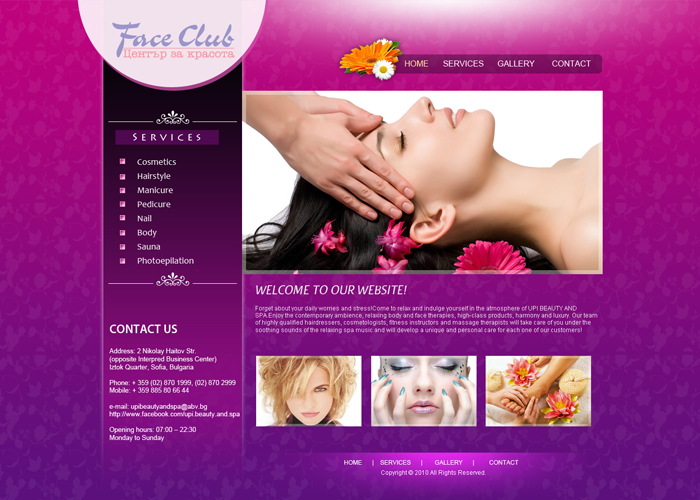 Face Club
Център за красота
HOME SERVICES GALLERY CONTACT
SERVICES
Cosmetics
Hairstyle
Manicure
Pedicure
Nail
Body
Sauna
Photoepilation
CONTACT US
Address: 2 Nikolay Haitov Str.
(opposite Interpred Business Center)
Iztok Quarter, Sofia, Bulgaria
Phone: + 359 (02) 870 1999, (02) 870 2999
Mobile: + 359 885 80 66 44
e-mail: upibeautyandspa@abv.bg
http://www.facebook.com/upi.beauty.and.spa
Opening hours: 07:00 – 22:30
Monday to Sunday
WELCOME TO OUR WEBSITE!
Forget about your daily worries and stress!Come to relax and indulge yourself in the atmosphere of UPI BEAUTY AND
SPA.Enjoy the contemporary ambience, relaxing body and face therapies, high-class products, harmony and luxury. Our team
of highly qualified hairdressers, cosmetologists, fitness instructors and massage therapists will take care of you under the
soothing sounds of the relaxing spa music and will develop a unique and personal care for each one of our customers!
HOME | SERVICES | GALLERY | CONTACT
Copyright © 2010 All Rights Reserved.